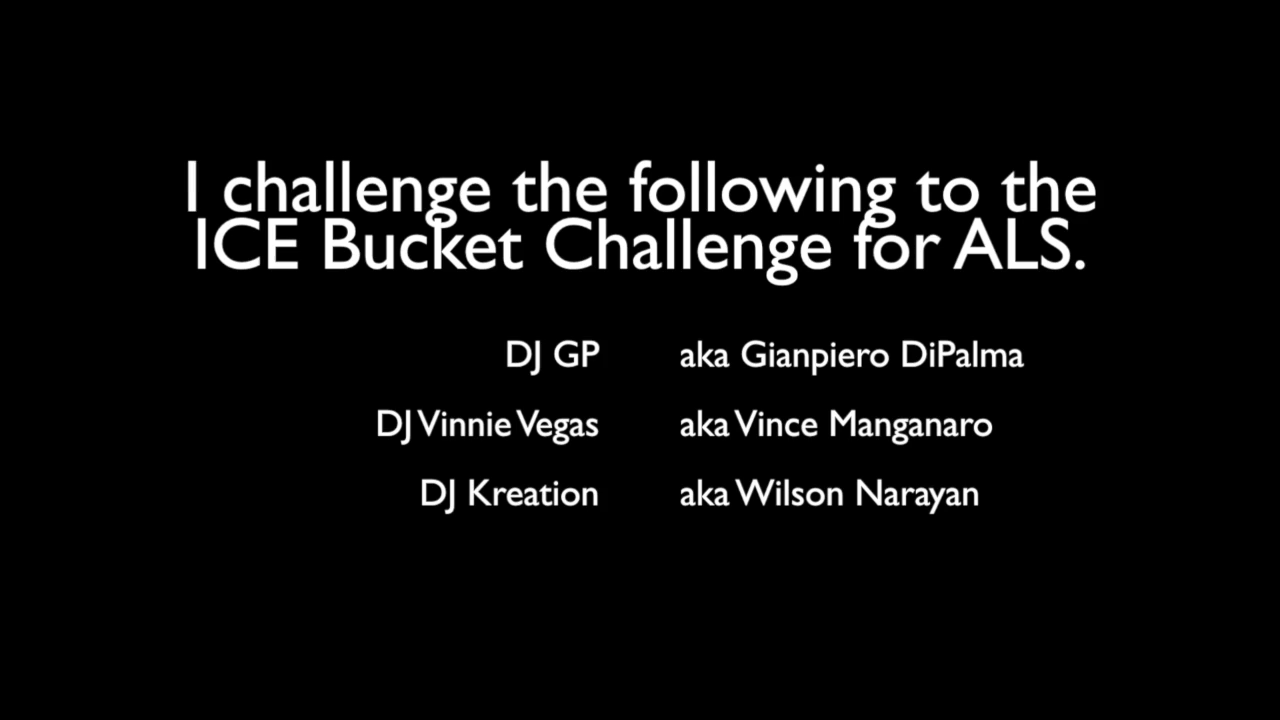 I challenge the following to the
ICE Bucket Challenge for ALS.
DJ GP aka Gianpiero DiPalma
DJ Vinnie Vegas aka Vince Manganaro
DJ Kreation aka Wilson Narayan